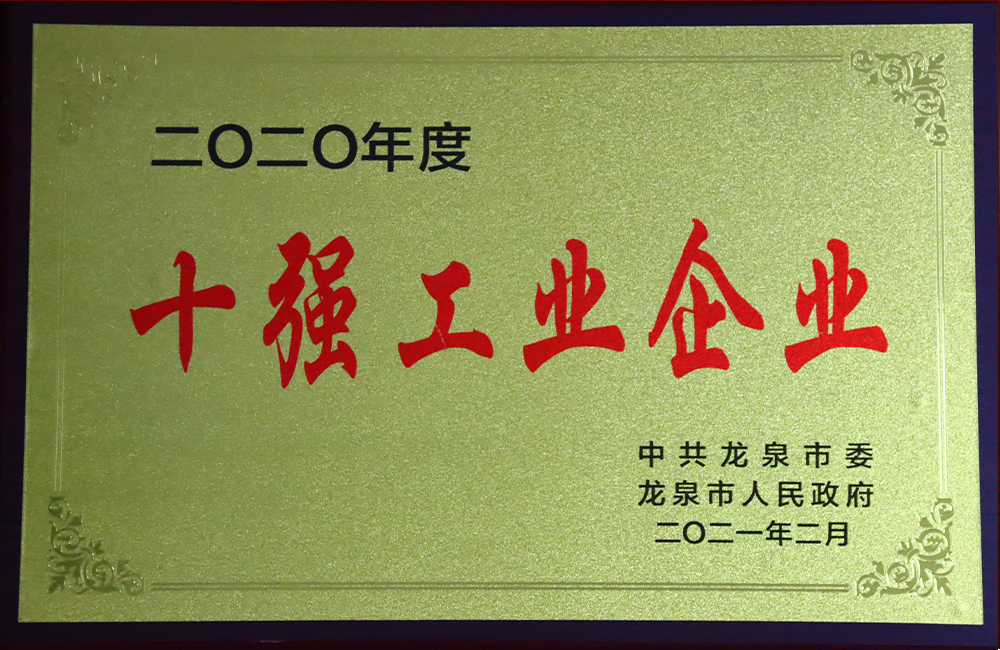 二〇二〇年度
十强工业企业
中共龙泉市委
龙泉市人民政府
二〇二一年二月